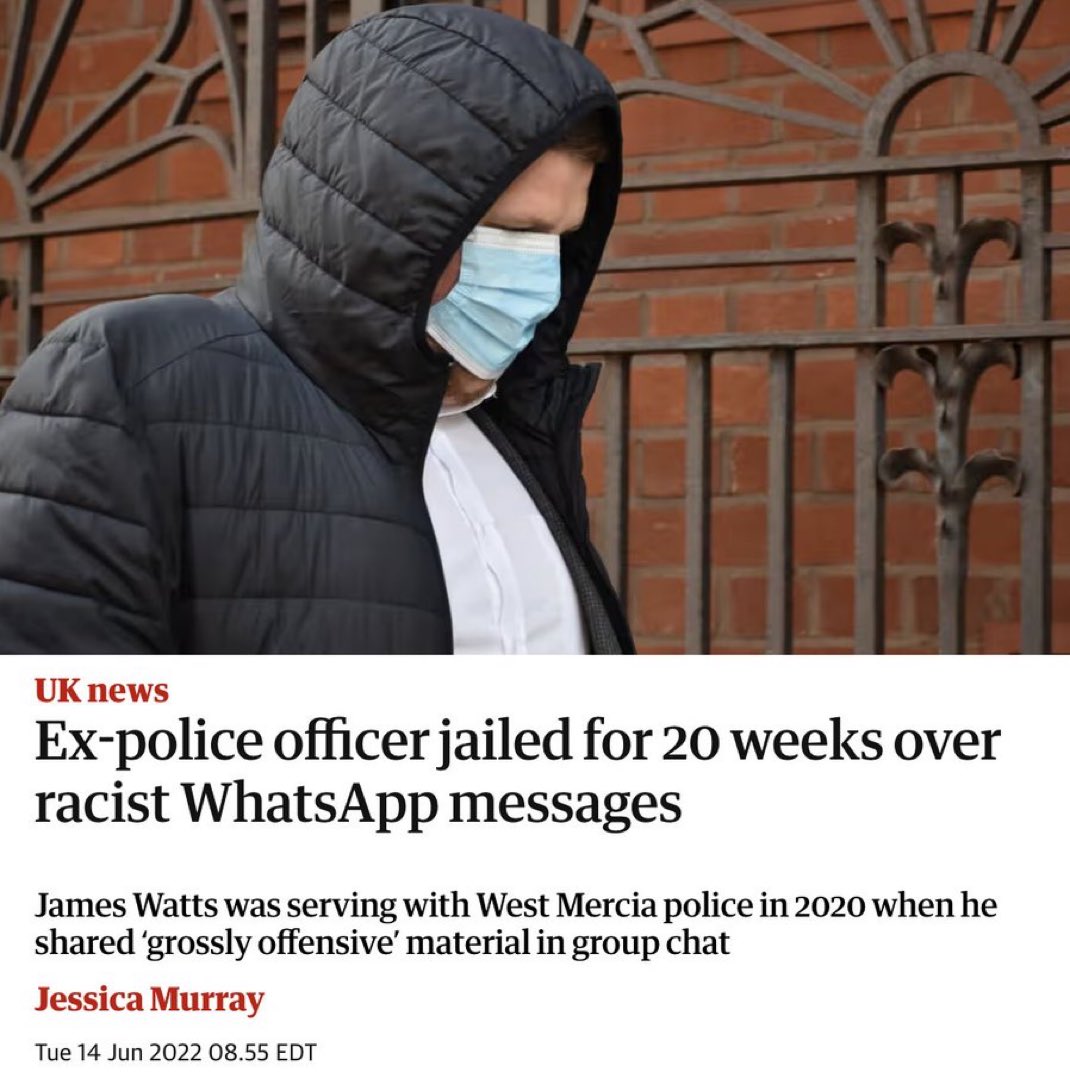 UK news
Ex-police officer jailed for 20 weeks over
racist WhatsApp messages
James Watts was serving with West Mercia police in 2020 when he
shared ‘grossly offensive’ material in group chat
Jessica Murray
Tue 14 Jun 2022 08.55 EDT